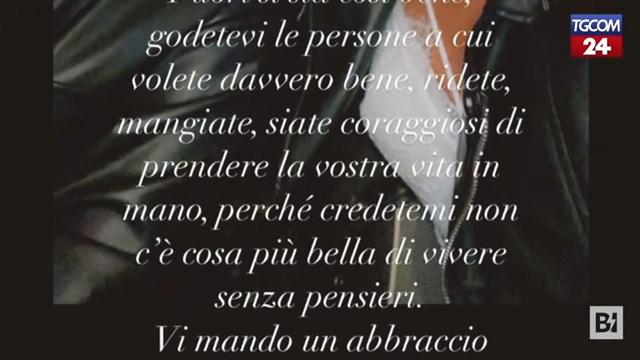 TGCOM
24
godetevi le persone a cui
volete davvero bene, ridete,
mangiate, siate coraggiosi di
prendere la vostra vita in
mano, perché credetemi non
c'è cosa più bella di vivere
senza pensieri.
Vi mando un abbraccio